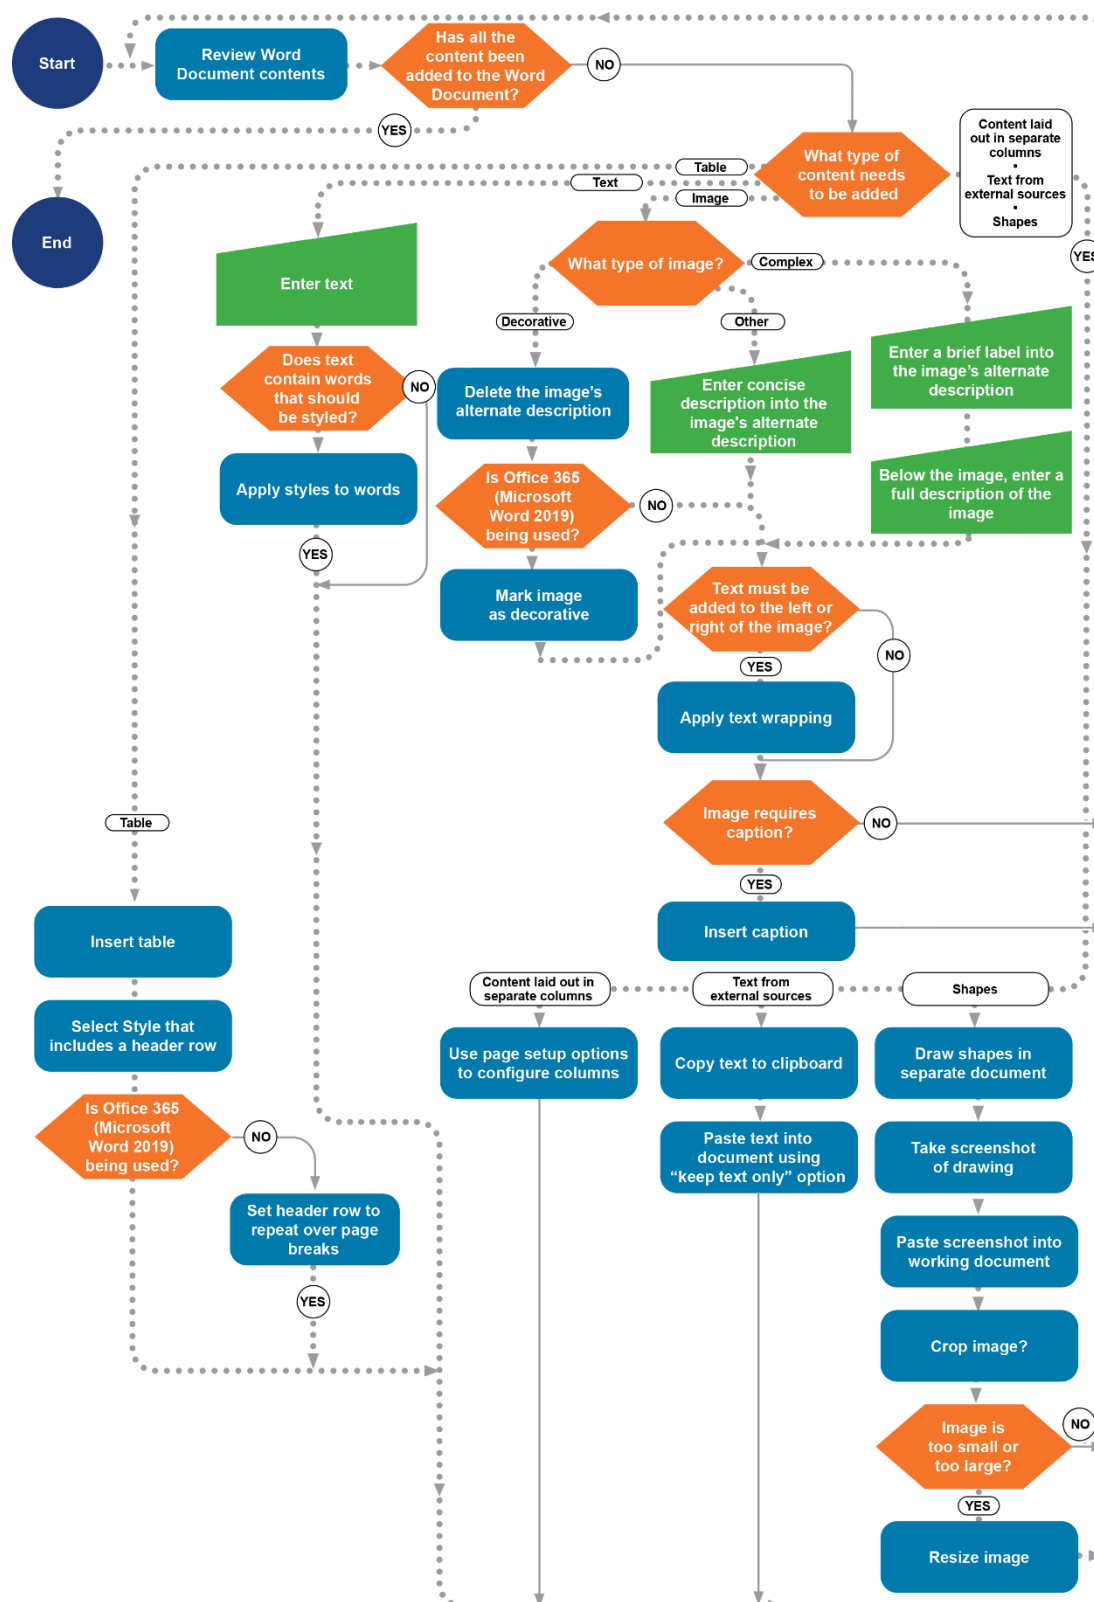 Start
Review Word
Document contents
Has all the
content been
added to the Word
Document?
NO
YES
End
What type of
content needs
to be added
Content laid
out in separate
columns
•
Text from
external sources
•
Shapes
YES
Table
Text
Image
Enter text
What type of image?
Complex
Decorative
Other
Does text
contain words
that should
be styled?
NO
Delete the image's
alternate description
Enter concise
description into the
image's alternate
description
Enter a brief label into
the image's alternate
description
Apply styles to words
Is Office 365
(Microsoft
Word 2019)
being used?
NO
Below the image, enter a
full description of the
image
YES
Mark image
as decorative
Text must be
added to the left or
right of the image?
NO
YES
Apply text wrapping
Table
Image requires
caption?
NO
YES
Insert table
Insert caption
Content laid out in
separate columns
Text from
external sources
Shapes
Select Style that
includes a header row
Use page setup options
to configure columns
Copy text to clipboard
Draw shapes in
separate document
Is Office 365
(Microsoft
Word 2019)
being used?
NO
Paste text into
document using
“keep text only” option
Take screenshot
of drawing
Set header row to
repeat over page
breaks
Paste screenshot into
working document
YES
Crop image?
Image is
too small or
too large?
NO
YES
Resize image